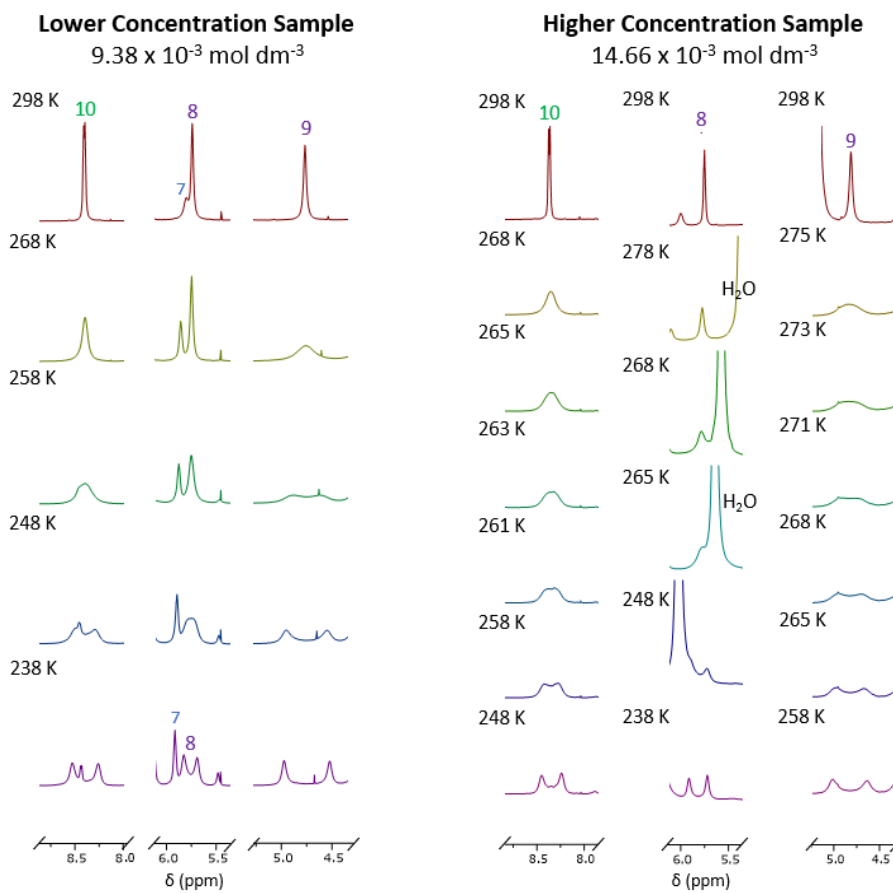 Lower Concentration Sample
9.38 x 10⁻³ mol dm⁻³
298 K
10
7
8
9
268 K
258 K
248 K
238 K
7
8
8.5 8.0 6.0 5.5 5.0 4.5
δ (ppm)
Higher Concentration Sample
14.66 x 10⁻³ mol dm⁻³
298 K 298 K 298 K
10
8
9
268 K 278 K 275 K
H₂O
265 K 268 K 273 K
263 K 265 K 271 K
H₂O
261 K 248 K 268 K
258 K 238 K 265 K
248 K 258 K
8.5 8.0 6.0 5.5 5.0 4.5
δ (ppm)